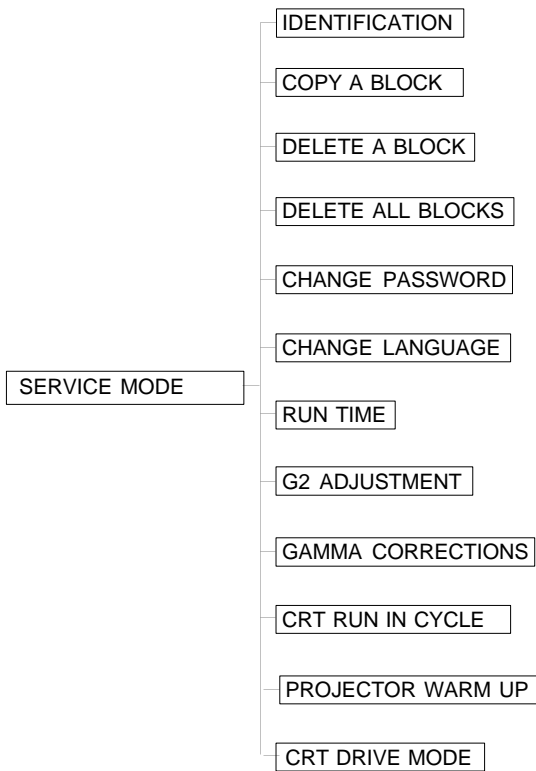 IDENTIFICATION
COPY A BLOCK
DELETE A BLOCK
DELETE ALL BLOCKS
CHANGE PASSWORD
CHANGE LANGUAGE
SERVICE MODE
RUN TIME
G2 ADJUSTMENT
GAMMA CORRECTIONS
CRT RUN IN CYCLE
PROJECTOR WARM UP
CRT DRIVE MODE